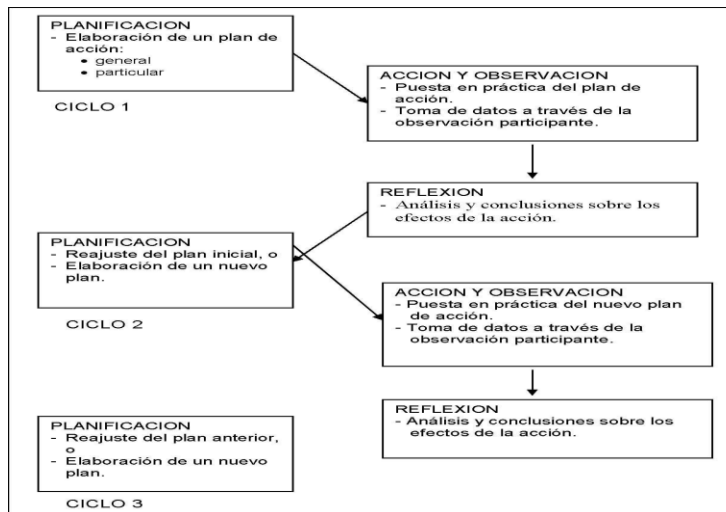 PLANIFICACION
- Elaboración de un plan de
acción:
• general
• particular
CICLO 1
ACCION Y OBSERVACION
- Puesta en práctica del plan de
acción.
- Toma de datos a través de la
observación participante.
REFLEXION
- Análisis y conclusiones sobre los
efectos de la acción.
PLANIFICACION
- Reajuste del plan inicial, o
- Elaboración de un nuevo
plan.
CICLO 2
ACCION Y OBSERVACION
- Puesta en práctica del nuevo plan
de acción.
- Toma de datos a través de la
observación participante.
REFLEXION
- Análisis y conclusiones sobre los
efectos de la acción.
PLANIFICACION
- Reajuste del plan anterior,
o
- Elaboración de un nuevo
plan.
CICLO 3